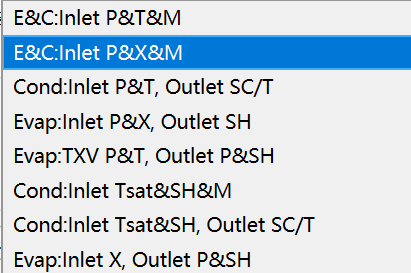 E&C:Inlet P&T&M
E&C:Inlet P&X&M
Cond:Inlet P&T, Outlet SC/T
Evap:Inlet P&X, Outlet SH
Evap:TXV P&T, Outlet P&SH
Cond:Inlet Tsat&SH&M
Cond:Inlet Tsat&SH, Outlet SC/T
Evap:Inlet X, Outlet P&SH